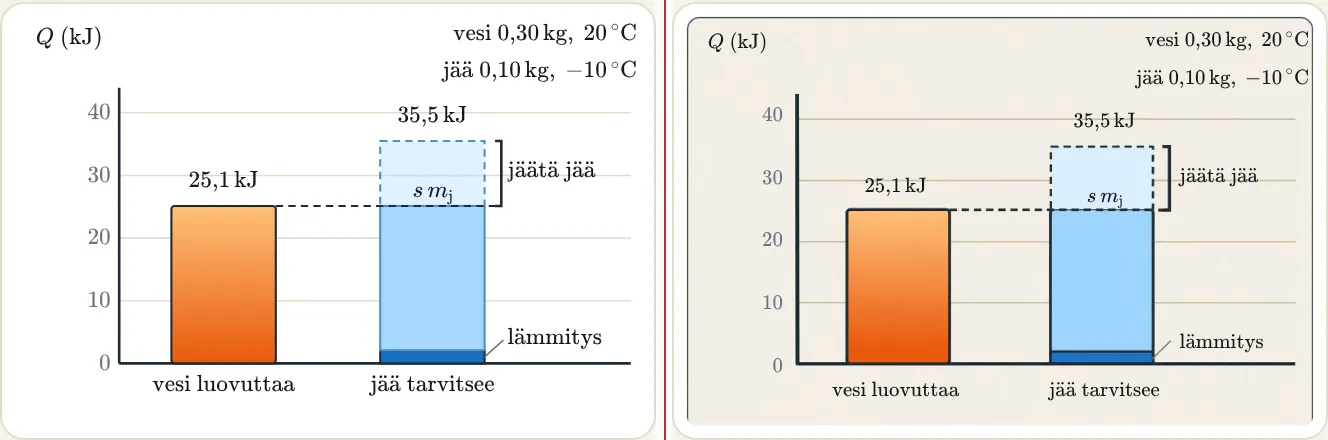 Q (kJ)
vesi 0,30 kg, 20 °C
jää 0,10 kg, −10 °C
40
35,5 kJ
30
25,1 kJ
jäätä jää
s mj
20
10
lämmitys
0
vesi luovuttaa
jää tarvitsee
Q (kJ)
vesi 0,30 kg, 20 °C
jää 0,10 kg, −10 °C
40
35,5 kJ
30
25,1 kJ
jäätä jää
s mj
20
10
lämmitys
0
vesi luovuttaa
jää tarvitsee